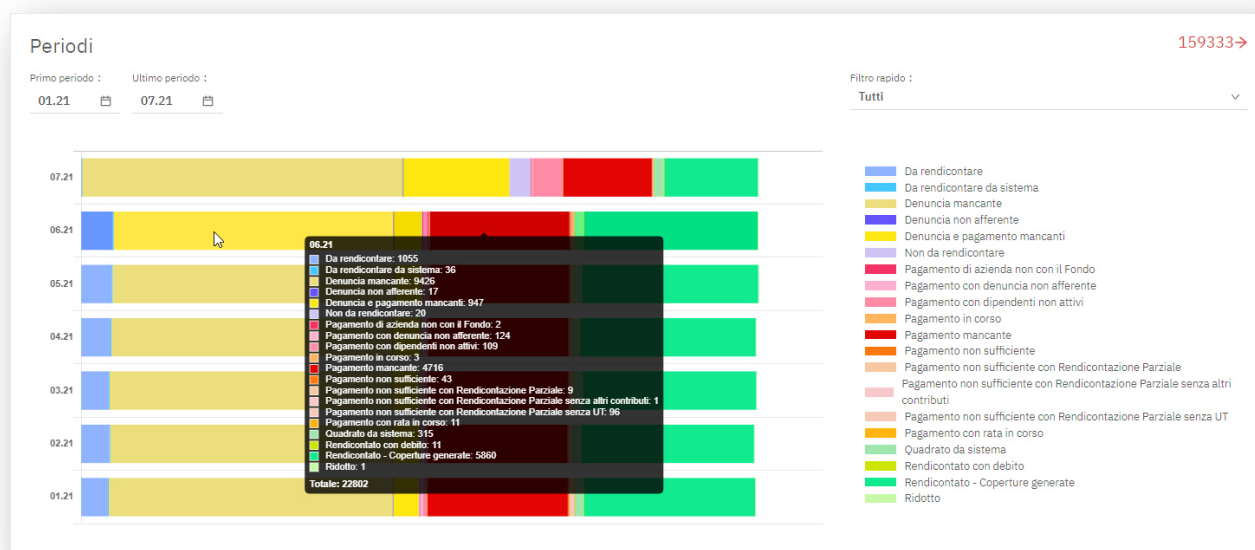 Periodi
159333→
Primo periodo :
Ultimo periodo :
Filtro rapido :
01.21
07.21
Tutti
07.21
06.21
05.21
04.21
03.21
02.21
01.21
06.21
Da rendicontare: 1055
Da rendicontare da sistema: 36
Denuncia mancante: 9426
Denuncia non afferente: 17
Denuncia e pagamento mancanti: 947
Non da rendicontare: 20
Pagamento di azienda non con il Fondo: 2
Pagamento con denuncia non afferente: 124
Pagamento con dipendenti non attivi: 109
Pagamento in corso: 3
Pagamento mancante: 4716
Pagamento non sufficiente: 43
Pagamento non sufficiente con Rendicontazione Parziale: 9
Pagamento non sufficiente con Rendicontazione Parziale senza altri contributi: 1
Pagamento non sufficiente con Rendicontazione Parziale senza UT: 96
Pagamento con rata in corso: 11
Quadrato da sistema: 315
Rendicontato con debito: 11
Rendicontato - Coperture generate: 5860
Ridotto: 1
Totale: 22802
Da rendicontare
Da rendicontare da sistema
Denuncia mancante
Denuncia non afferente
Denuncia e pagamento mancanti
Non da rendicontare
Pagamento di azienda non con il Fondo
Pagamento con denuncia non afferente
Pagamento con dipendenti non attivi
Pagamento in corso
Pagamento mancante
Pagamento non sufficiente
Pagamento non sufficiente con Rendicontazione Parziale
Pagamento non sufficiente con Rendicontazione Parziale senza altri
contributi
Pagamento non sufficiente con Rendicontazione Parziale senza UT
Pagamento con rata in corso
Quadrato da sistema
Rendicontato con debito
Rendicontato - Coperture generate
Ridotto